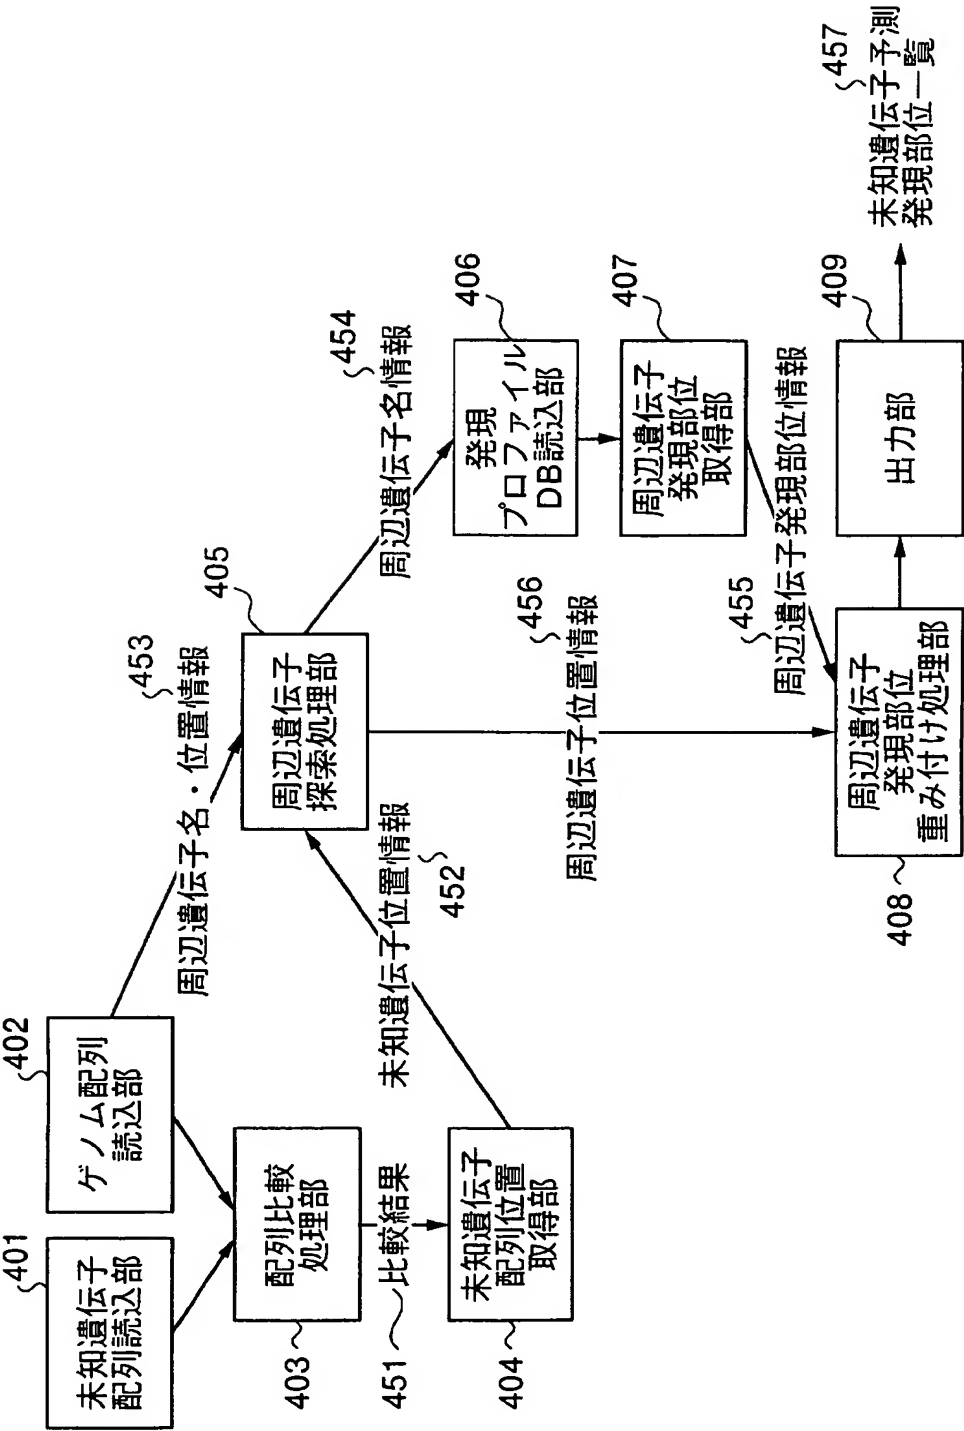 401
未知遺伝子
配列読込部
402
ゲノム配列
読込部
403
配列比較
処理部
451
比較結果
404
未知遺伝子
配列位置
取得部
453
周辺遺伝子名・位置情報
未知遺伝子位置情報
452
405
周辺遺伝子
探索処理部
454
周辺遺伝子名情報
406
発現
プロファイル
DB読込部
407
周辺遺伝子
発現部位
取得部
456
周辺遺伝子位置情報
455
周辺遺伝子発現部位情報
周辺遺伝子
発現部位
重み付け処理部
408
409
出力部
457
未知遺伝子予測
発現部位一覧